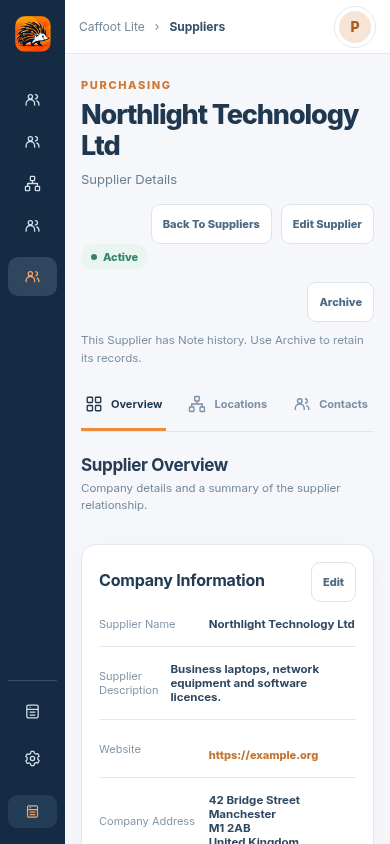 Caffoot Lite › Suppliers
P
PURCHASING
Northlight Technology
Ltd
Supplier Details
Back To Suppliers
Edit Supplier
Active
Archive
This Supplier has Note history. Use Archive to retain
its records.
Overview
Locations
Contacts
Supplier Overview
Company details and a summary of the supplier
relationship.
Company Information
Edit
Supplier Name
Northlight Technology Ltd
Supplier
Description
Business laptops, network
equipment and software
licences.
Website
https://example.org
Company Address
42 Bridge Street
Manchester
M1 2AB
United Kingdom